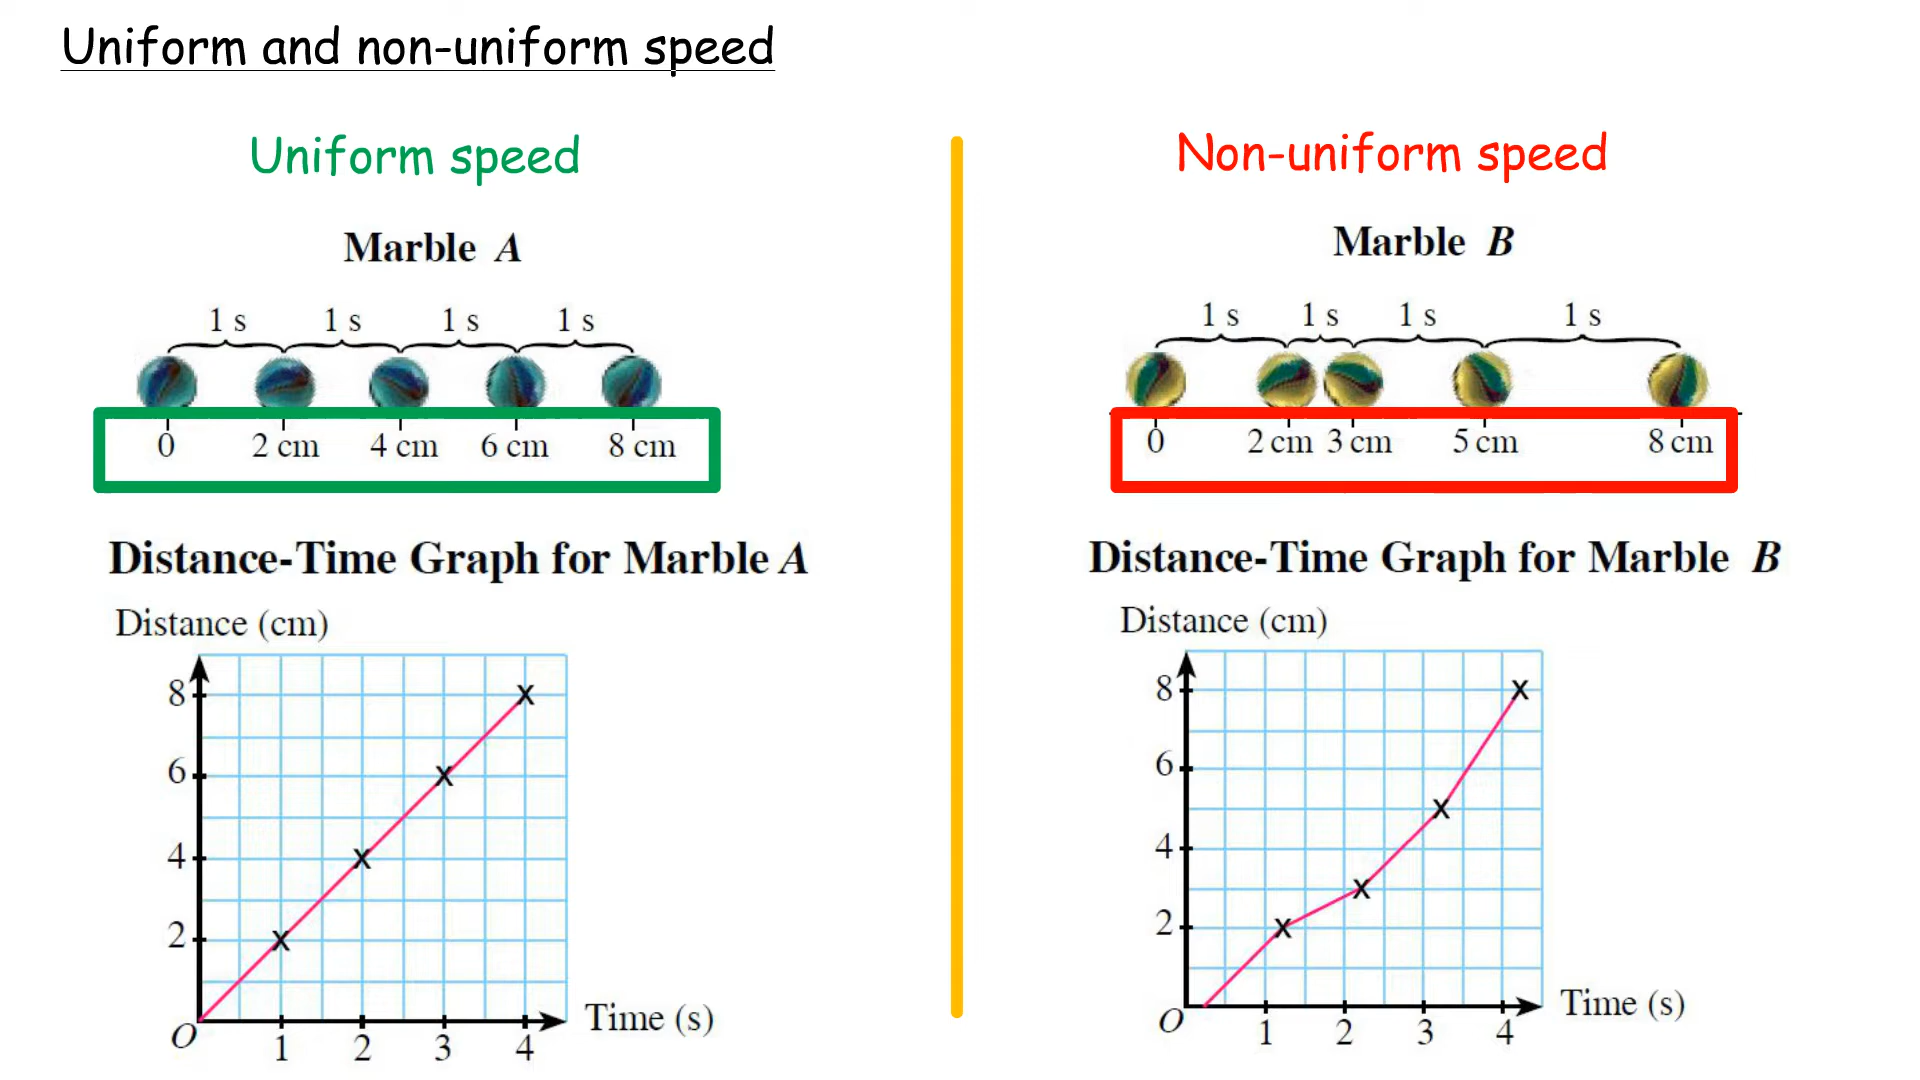 Uniform and non-uniform speed
Uniform speed
Marble A
1 s 1 s 1 s 1 s
0 2 cm 4 cm 6 cm 8 cm
Distance-Time Graph for Marble A
Distance (cm)
8
6
4
2
O
1 2 3 4
Time (s)
Non-uniform speed
Marble B
1 s 1 s 1 s 1 s
0 2 cm 3 cm 5 cm 8 cm
Distance-Time Graph for Marble B
Distance (cm)
8
6
4
2
O
1 2 3 4
Time (s)